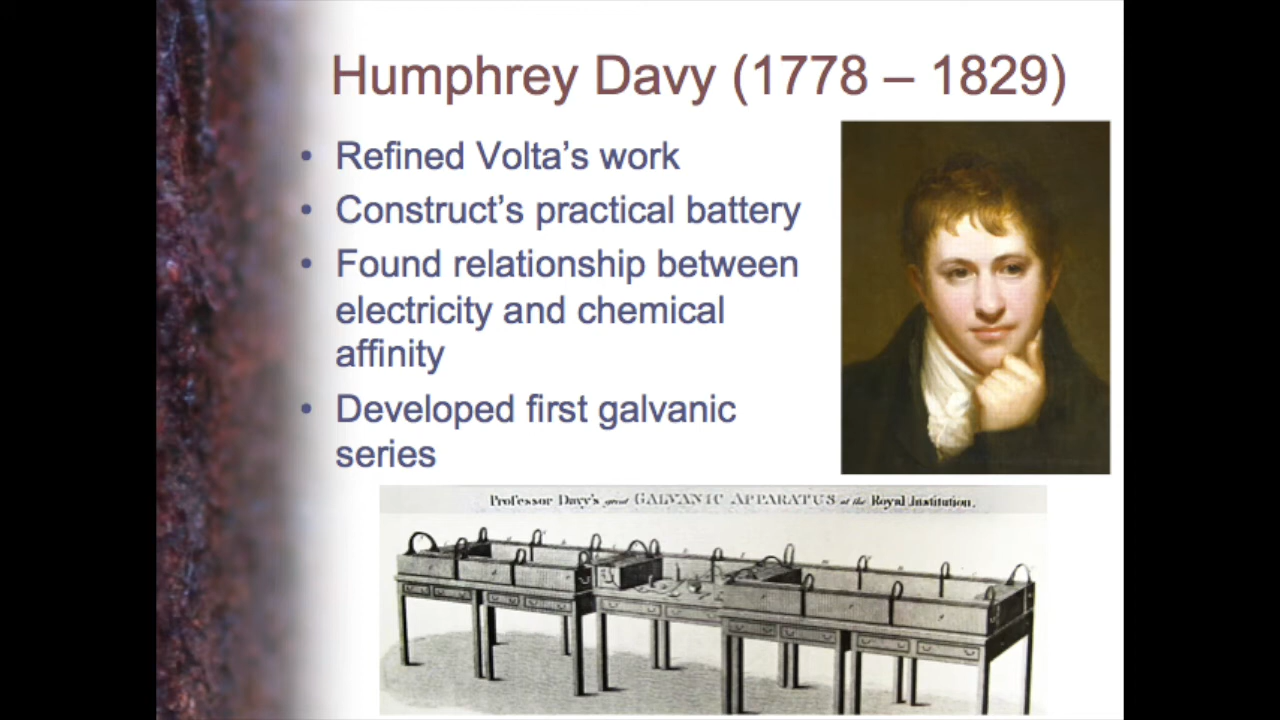 Humphrey Davy (1778 – 1829)
• Refined Volta’s work
• Construct’s practical battery
• Found relationship between
electricity and chemical
affinity
• Developed first galvanic
series
Professor Davy's great GALVANIC APPARATUS at the Royal Institution.